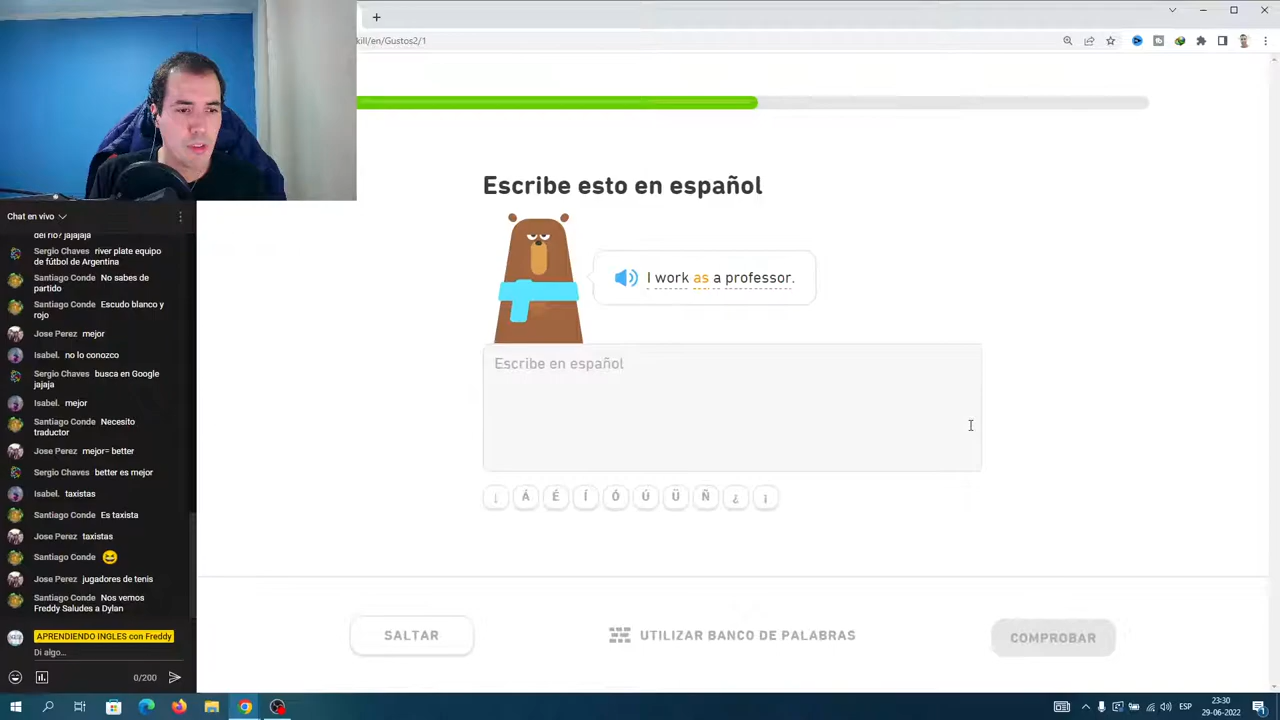 ill/en/Gustos2/1
Escribe esto en español
I work as a professor.
Escribe en español
↓ Á É Í Ó Ú Ü Ñ ¿ ¡
SALTAR
UTILIZAR BANCO DE PALABRAS
COMPROBAR
Chat en vivo
del rio? jajajaja
Sergio Chaves river plate equipo
de fútbol de Argentina
Santiago Conde No sabes de
partido
Santiago Conde Escudo blanco y
rojo
Jose Perez mejor
Isabel. no lo conozco
Sergio Chaves busca en Google
jajaja
Isabel. mejor
Santiago Conde Necesito
traductor
Jose Perez mejor= better
Sergio Chaves better es mejor
Isabel. taxistas
Santiago Conde Es taxista
Jose Perez taxistas
Santiago Conde
Jose Perez jugadores de tenis
Santiago Conde Nos vemos
Freddy Saludes a Dylan
APRENDIENDO INGLES con Freddy
Di algo...
0/200
ESP
23:30
29-06-2022